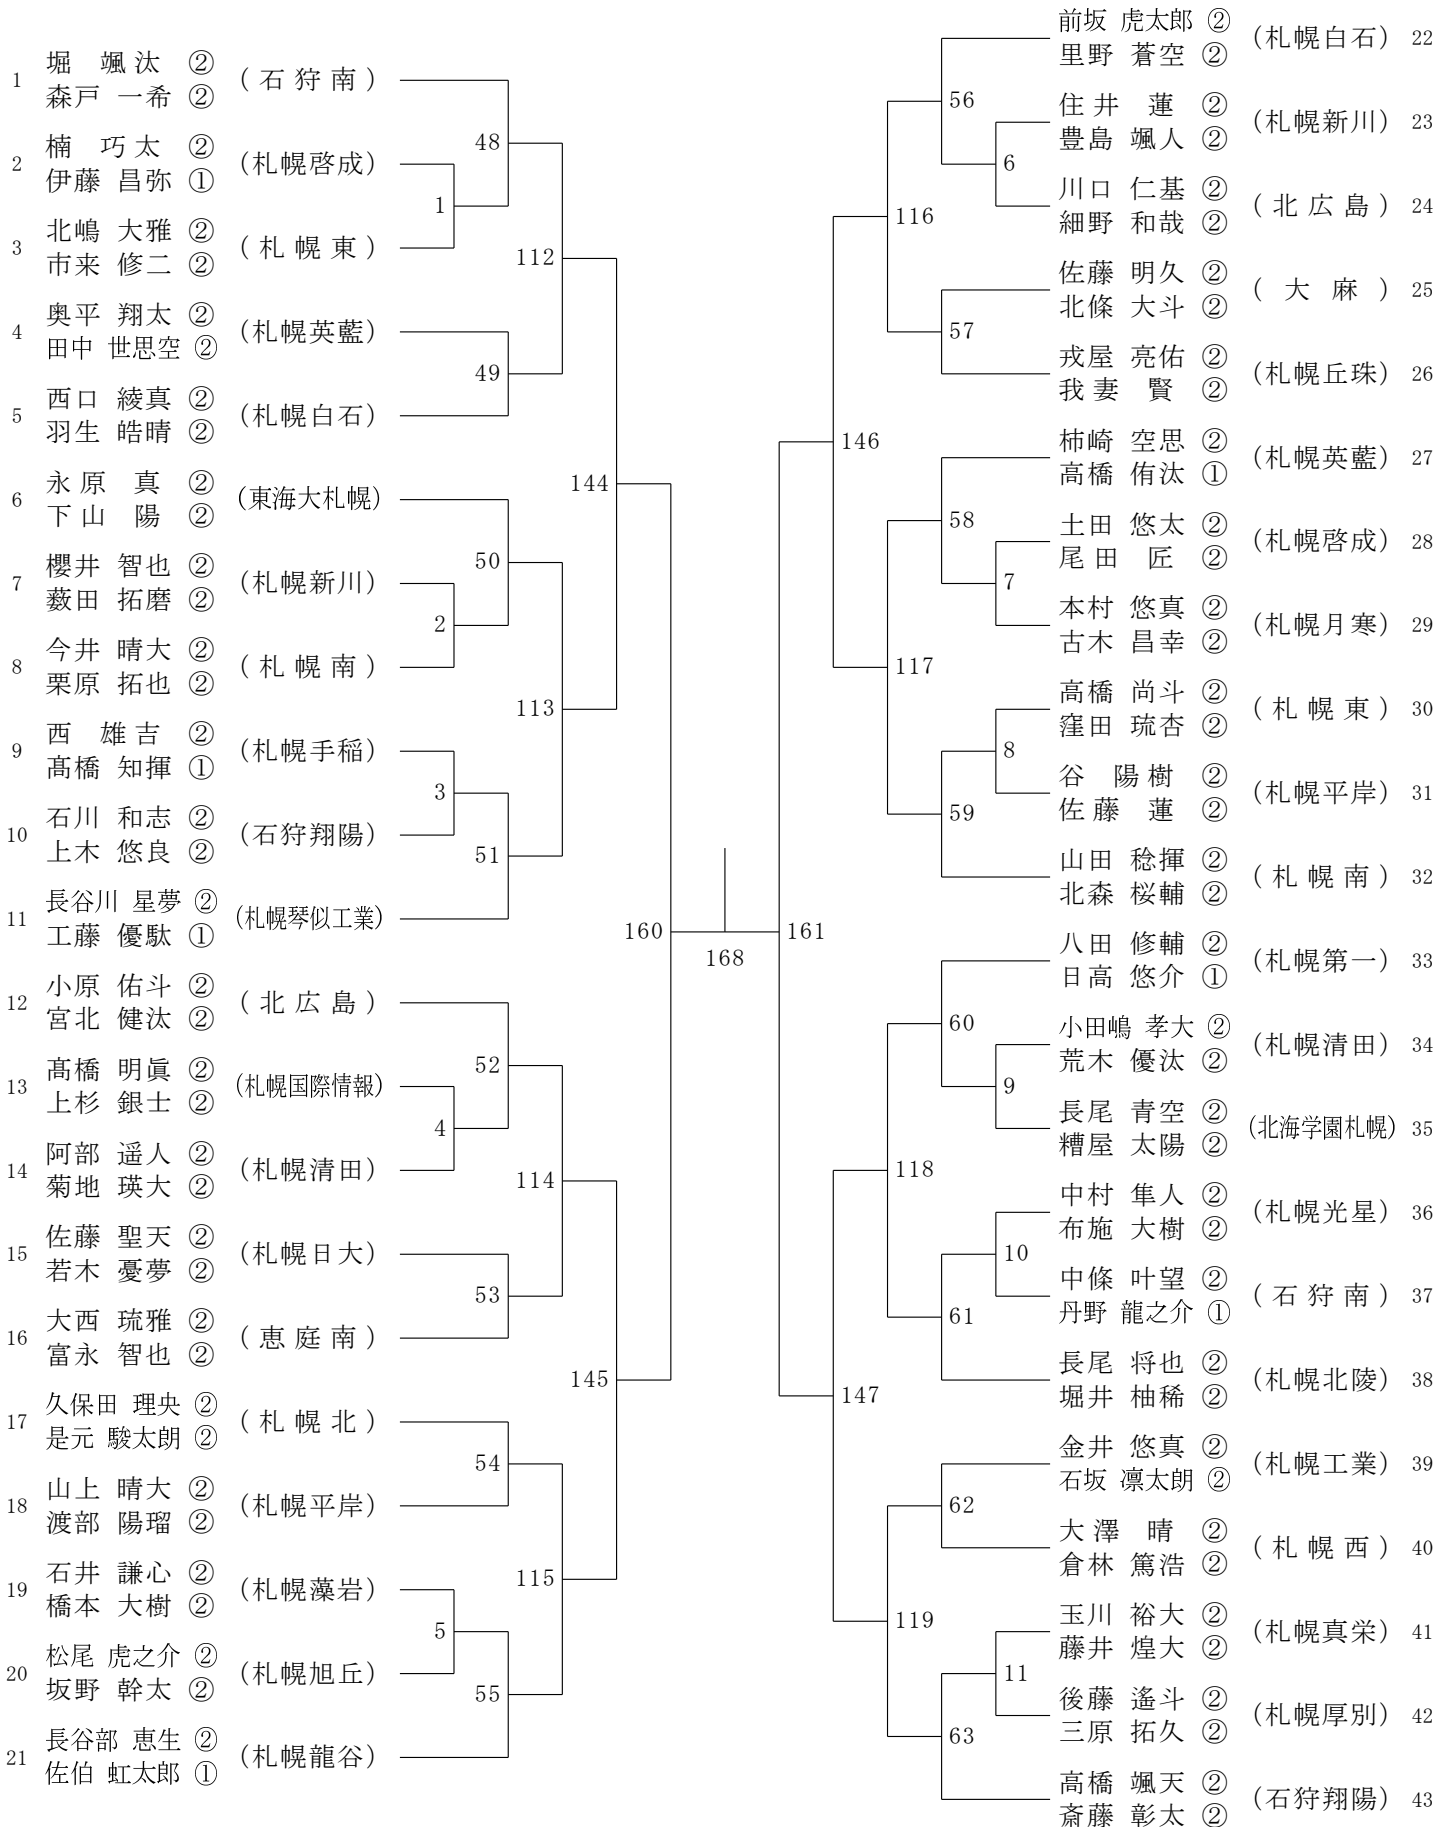 1 堀 颯汰 ② (石狩南)
森戸 一希 ②
2 楠 巧太 ② (札幌啓成)
伊藤 昌弥 ①
3 北嶋 大雅 ② (札幌東)
市来 修二 ②
4 奥平 翔太 ② (札幌英藍)
田中 世思空 ②
5 西口 綾真 ② (札幌白石)
羽生 皓晴 ②
6 永原 真 ② (東海大札幌)
下山 陽 ②
7 櫻井 智也 ② (札幌新川)
薮田 拓磨 ②
8 今井 晴大 ② (札幌南)
栗原 拓也 ②
9 西 雄吉 ② (札幌手稲)
髙橋 知揮 ①
10 石川 和志 ② (石狩翔陽)
上木 悠良 ②
11 長谷川 星夢 ② (札幌琴似工業)
工藤 優駄 ①
12 小原 佑斗 ② (北広島)
宮北 健汰 ②
13 髙橋 明眞 ② (札幌国際情報)
上杉 銀士 ②
14 阿部 遥人 ② (札幌清田)
菊地 瑛大 ②
15 佐藤 聖天 ② (札幌日大)
若木 憂夢 ②
16 大西 琉雅 ② (恵庭南)
富永 智也 ②
17 久保田 理央 ② (札幌北)
是元 駿太朗 ②
18 山上 晴大 ② (札幌平岸)
渡部 陽瑠 ②
19 石井 謙心 ② (札幌藻岩)
橋本 大樹 ②
20 松尾 虎之介 ② (札幌旭丘)
坂野 幹太 ②
21 長谷部 恵生 ② (札幌龍谷)
佐伯 虹太郎 ①
1
2
3
4
5
48
49
50
51
52
53
54
55
112
113
114
115
144
145
160
168
161
146
147
116
117
118
119
56
57
58
59
60
61
62
63
6
7
8
9
10
11
前坂 虎太郎 ② (札幌白石) 22
里野 蒼空 ②
住井 蓮 ② (札幌新川) 23
豊島 颯人 ②
川口 仁基 ② (北広島) 24
細野 和哉 ②
佐藤 明久 ② (大麻) 25
北條 大斗 ②
戎屋 亮佑 ② (札幌丘珠) 26
我妻 賢 ②
柿崎 空思 ② (札幌英藍) 27
高橋 侑汰 ①
土田 悠太 ② (札幌啓成) 28
尾田 匠 ②
本村 悠真 ② (札幌月寒) 29
古木 昌幸 ②
高橋 尚斗 ② (札幌東) 30
窪田 琉杏 ②
谷 陽樹 ② (札幌平岸) 31
佐藤 蓮 ②
山田 稔揮 ② (札幌南) 32
北森 桜輔 ②
八田 修輔 ② (札幌第一) 33
日高 悠介 ①
小田嶋 孝大 ② (札幌清田) 34
荒木 優汰 ②
長尾 青空 ② (北海学園札幌) 35
糟屋 太陽 ②
中村 隼人 ② (札幌光星) 36
布施 大樹 ②
中條 叶望 ② (石狩南) 37
丹野 龍之介 ①
長尾 将也 ② (札幌北陵) 38
堀井 柚稀 ②
金井 悠真 ② (札幌工業) 39
石坂 凛太朗 ②
大澤 晴 ② (札幌西) 40
倉林 篤浩 ②
玉川 裕大 ② (札幌真栄) 41
藤井 煌大 ②
後藤 遙斗 ② (札幌厚別) 42
三原 拓久 ②
高橋 颯天 ② (石狩翔陽) 43
斎藤 彰太 ②